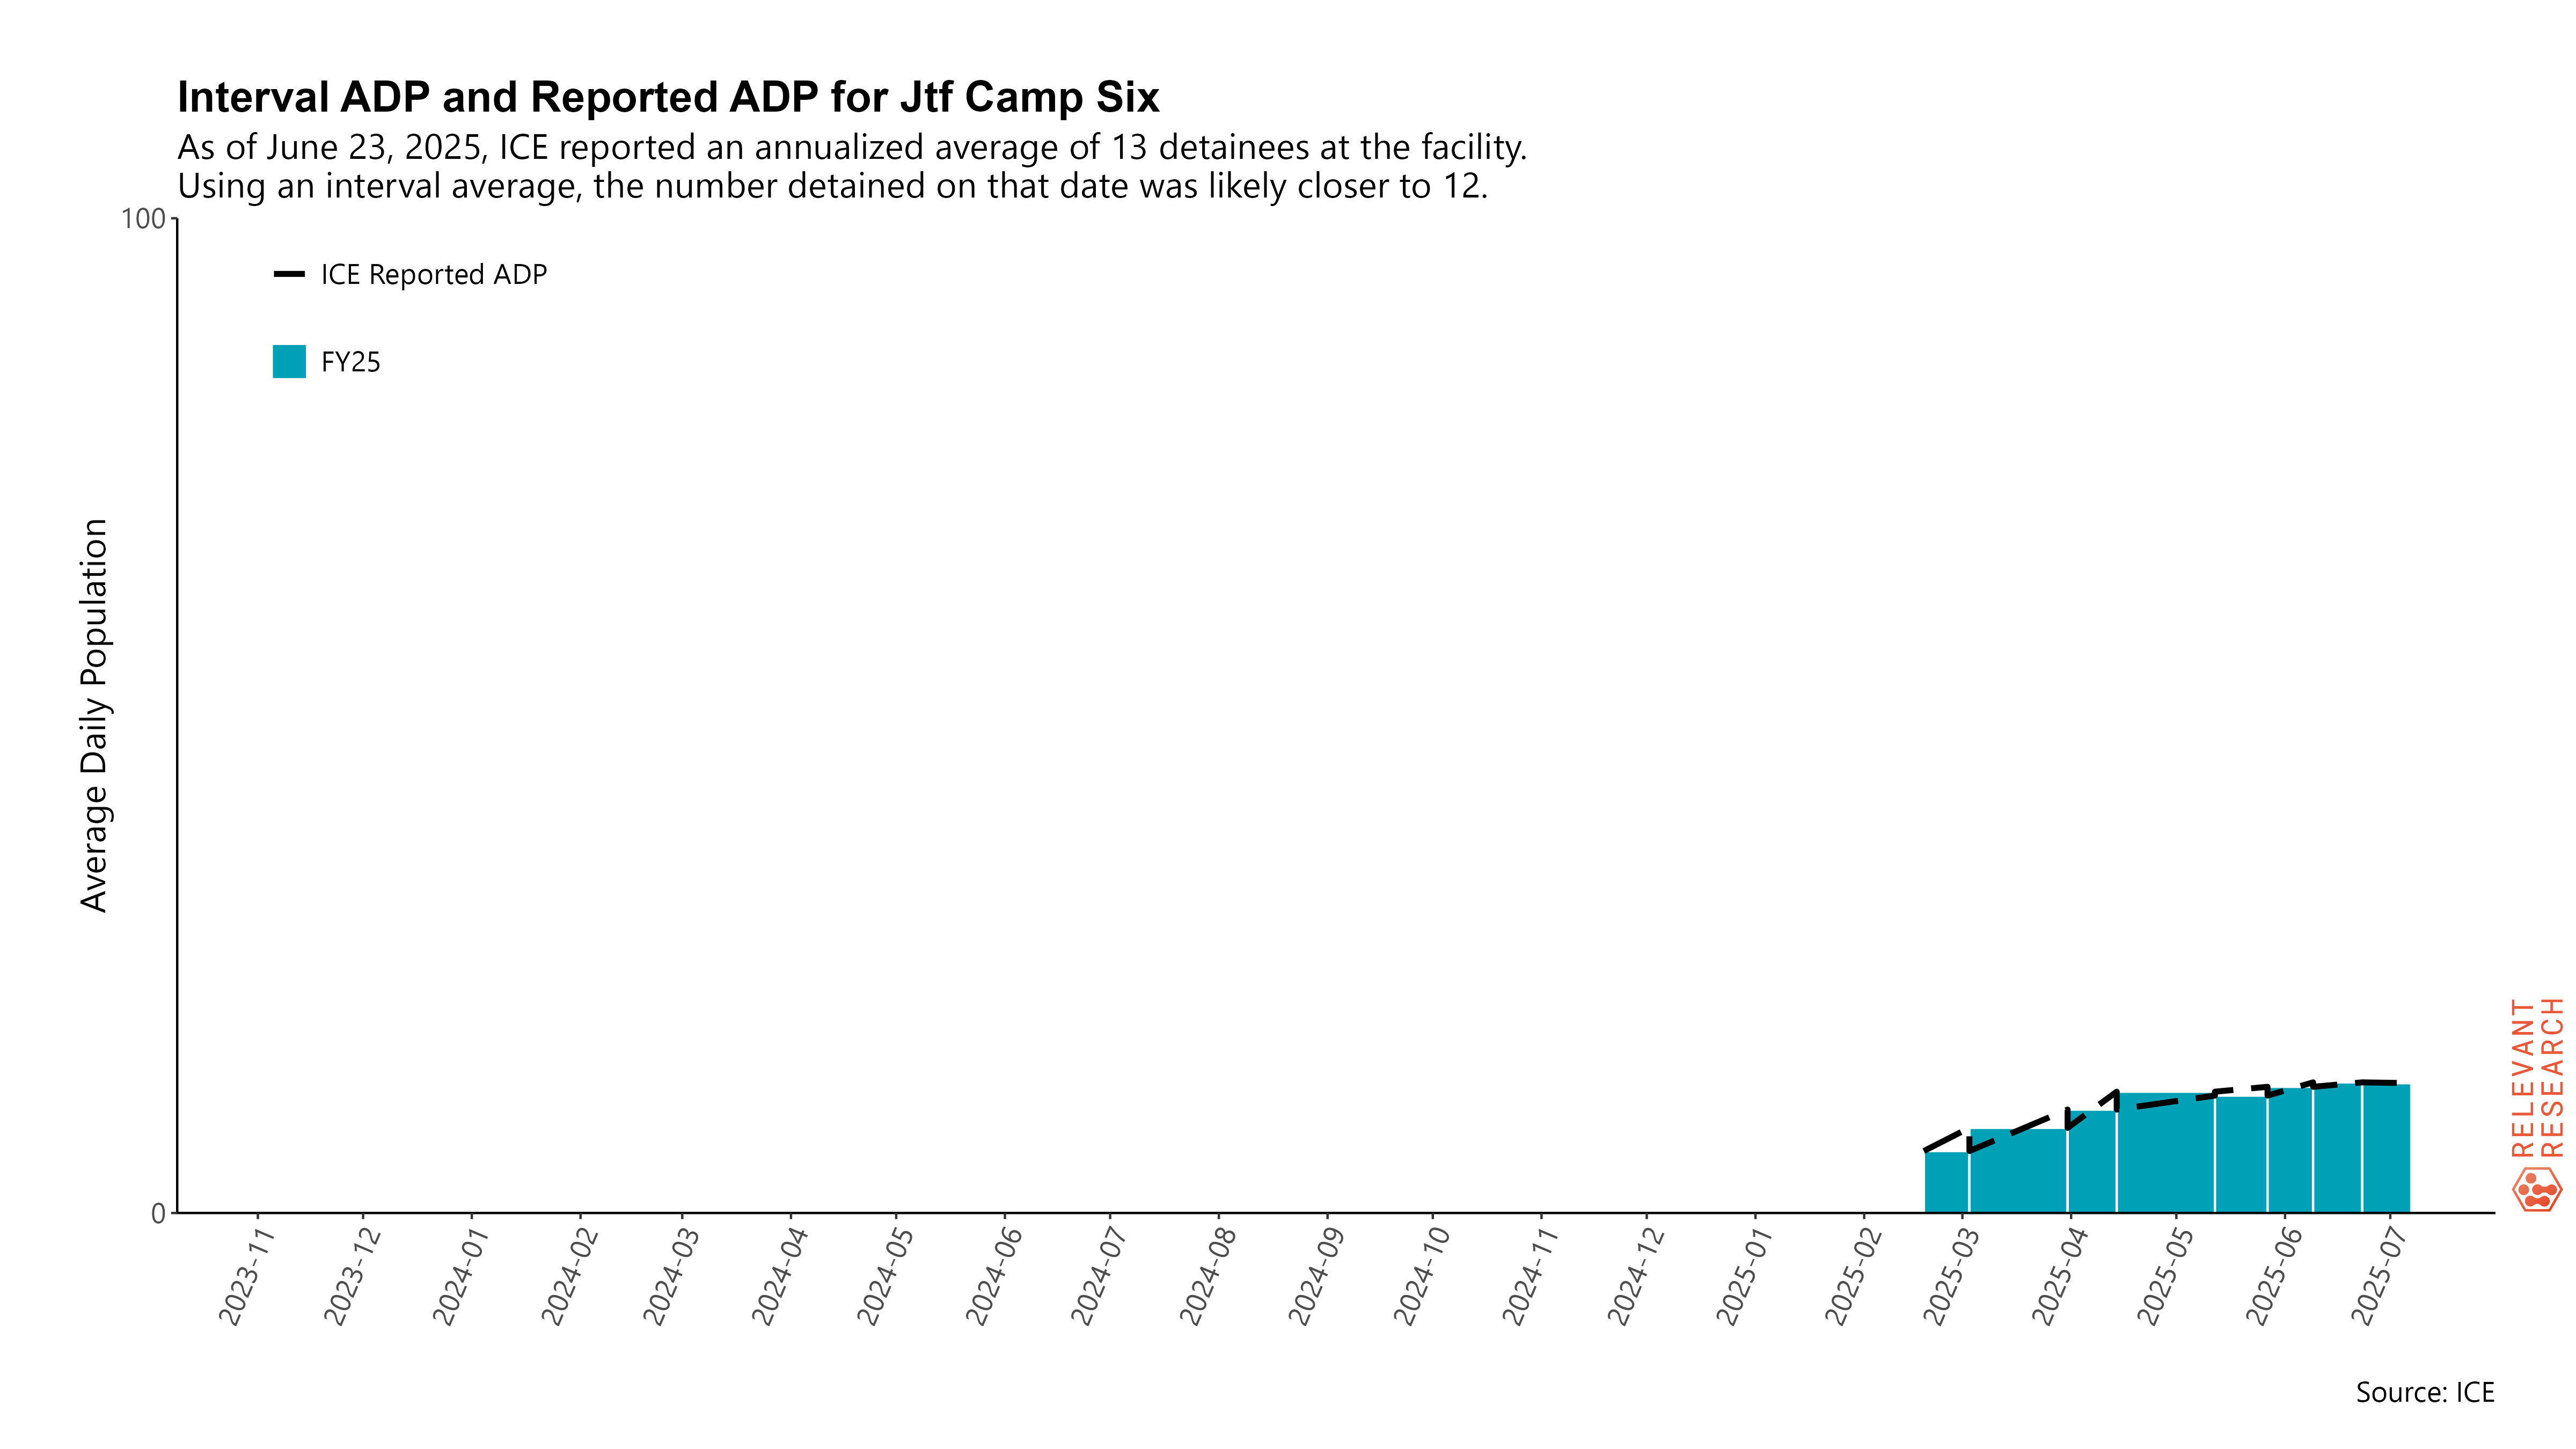 Interval ADP and Reported ADP for Jtf Camp Six
As of June 23, 2025, ICE reported an annualized average of 13 detainees at the facility.
Using an interval average, the number detained on that date was likely closer to 12.
100
ICE Reported ADP
FY25
Average Daily Population
0
2023-11
2023-12
2024-01
2024-02
2024-03
2024-04
2024-05
2024-06
2024-07
2024-08
2024-09
2024-10
2024-11
2024-12
2025-01
2025-02
2025-03
2025-04
2025-05
2025-06
2025-07
RELEVANT
RESEARCH
Source: ICE